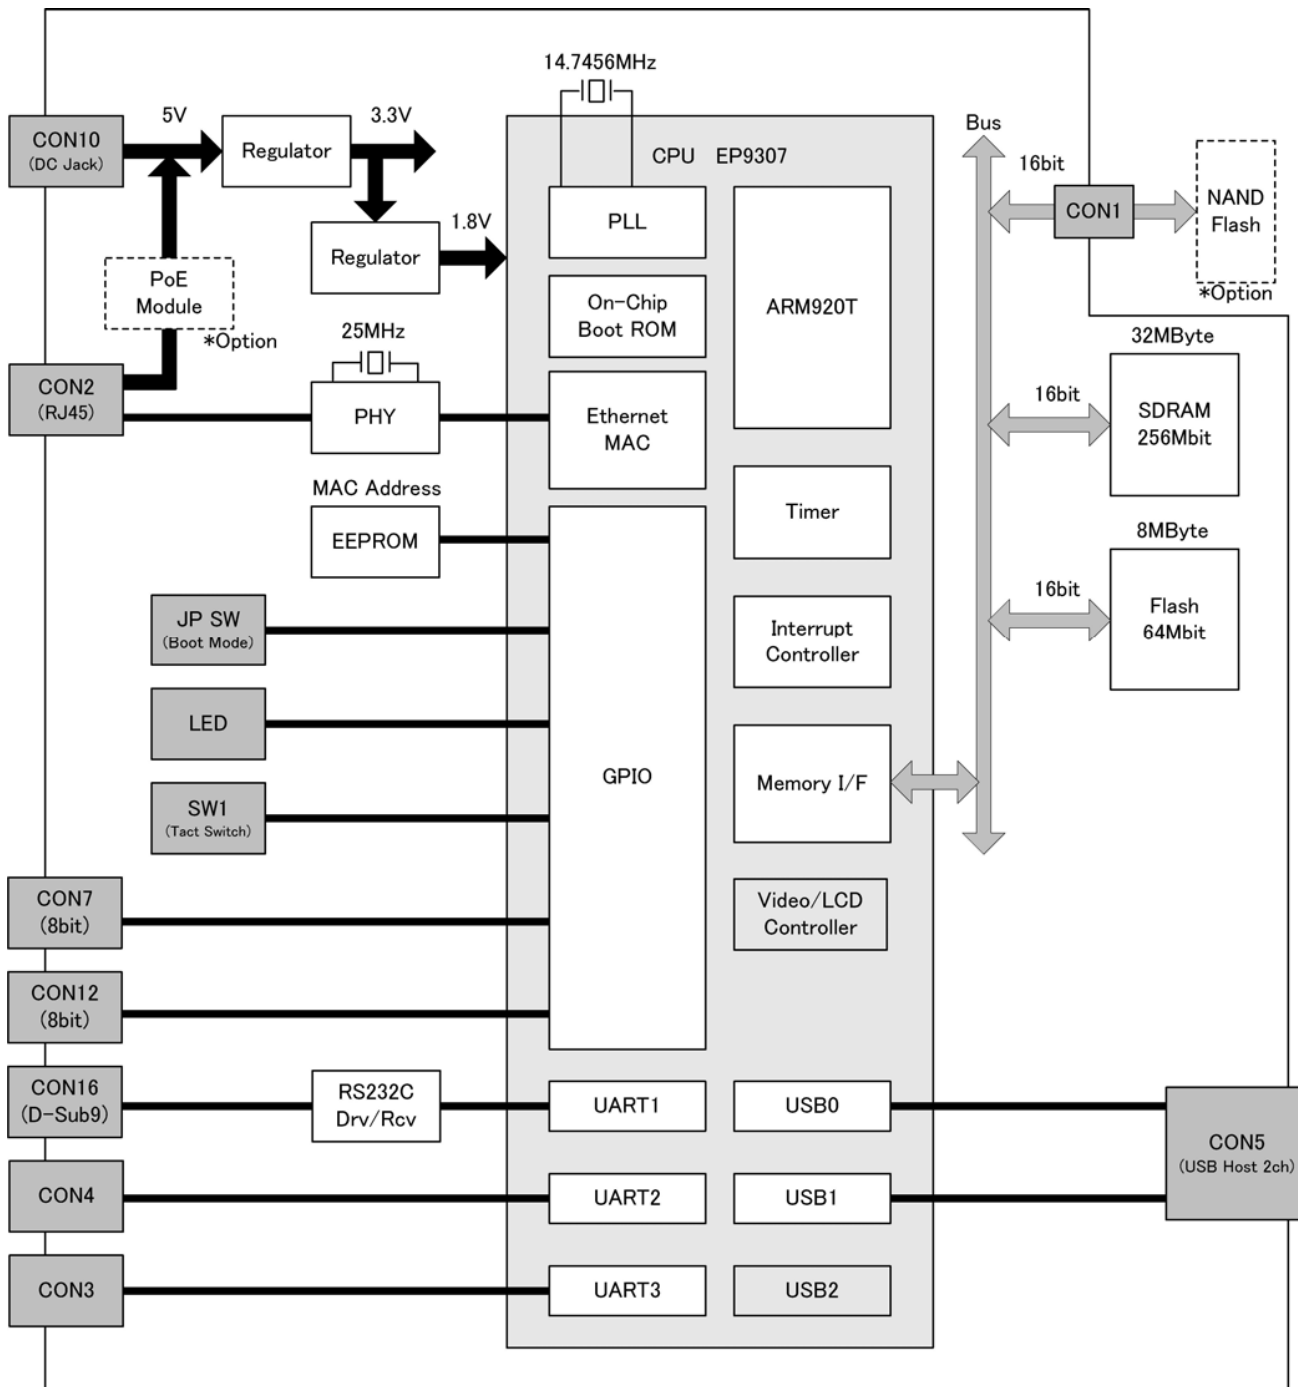 14.7456MHz
CON10
(DC Jack)
5V
Regulator
3.3V
CPU EP9307
Bus
16bit
CON1
NAND
Flash
*Option
PLL
ARM920T
Regulator
1.8V
PoE
Module
*Option
On-Chip
Boot ROM
25MHz
CON2
(RJ45)
PHY
Ethernet
MAC
32MByte
16bit
SDRAM
256Mbit
MAC Address
EEPROM
Timer
8MByte
16bit
Flash
64Mbit
JP SW
(Boot Mode)
Interrupt
Controller
LED
GPIO
Memory I/F
SW1
(Tact Switch)
CON7
(8bit)
Video/LCD
Controller
CON12
(8bit)
CON16
(D-Sub9)
RS232C
Drv/Rcv
UART1
USB0
CON5
(USB Host 2ch)
CON4
UART2
USB1
CON3
UART3
USB2